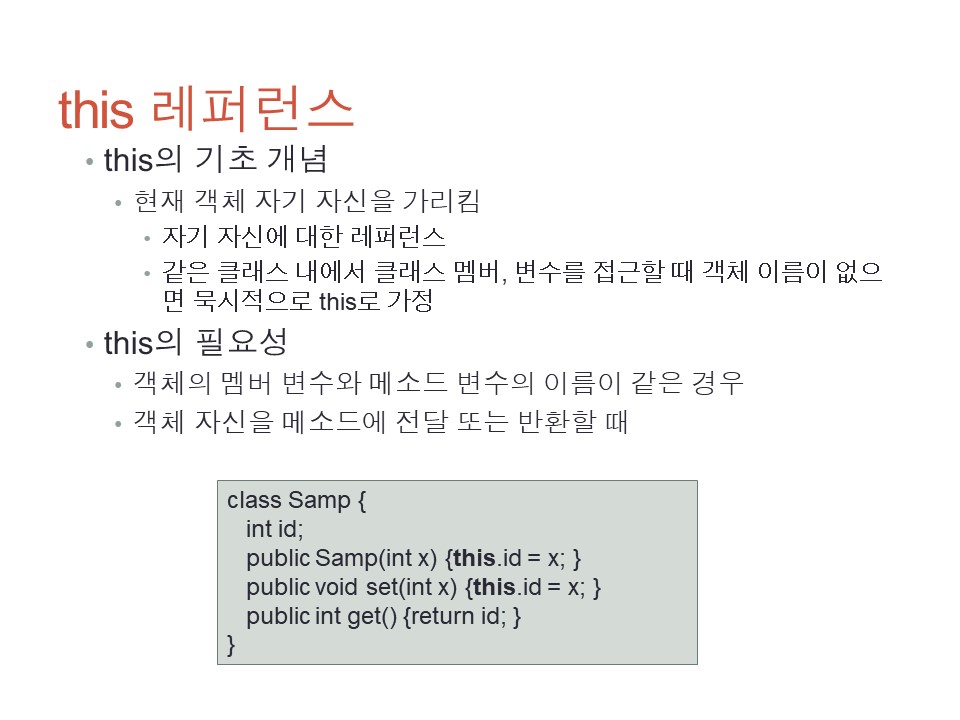 this 레퍼런스
• this의 기초 개념
• 현재 객체 자기 자신을 가리킴
• 자기 자신에 대한 레퍼런스
• 같은 클래스 내에서 클래스 멤버, 변수를 접근할 때 객체 이름이 없으
면 묵시적으로 this로 가정
• this의 필요성
• 객체의 멤버 변수와 메소드 변수의 이름이 같은 경우
• 객체 자신을 메소드에 전달 또는 반환할 때
class Samp {
int id;
public Samp(int x) {this.id = x; }
public void set(int x) {this.id = x; }
public int get() {return id; }
}